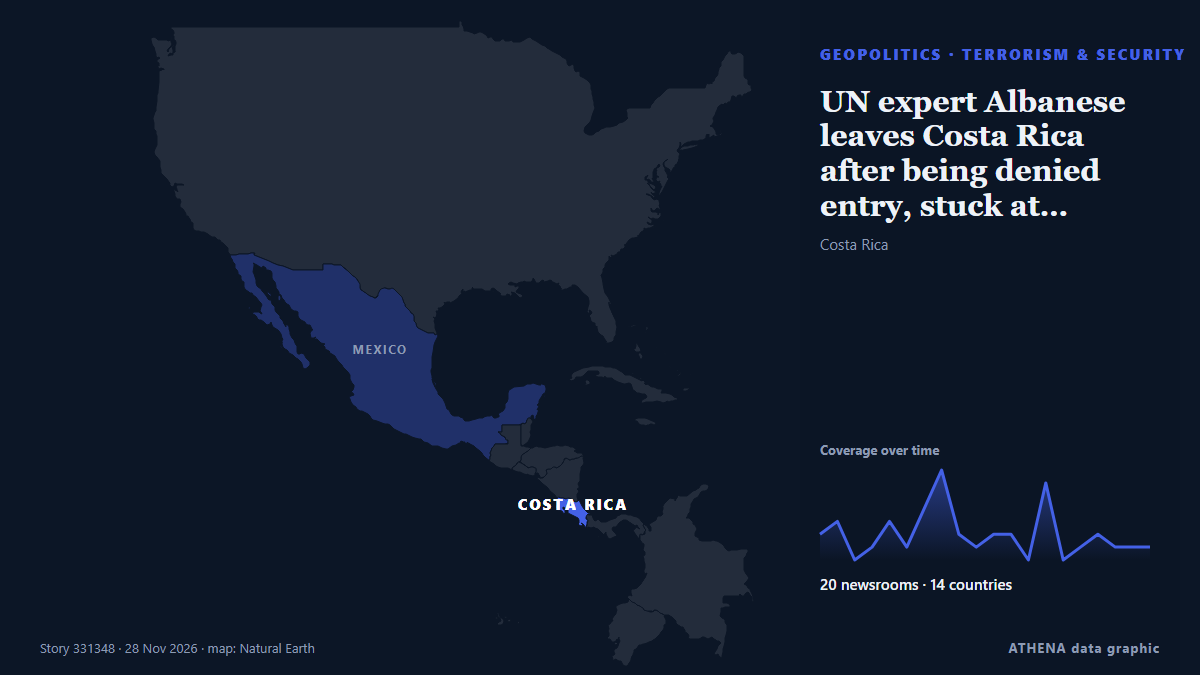 GEOPOLITICS · TERRORISM & SECURITY
UN expert Albanese
leaves Costa Rica
after being denied
entry, stuck at...
Costa Rica
MEXICO
COSTA RICA
Coverage over time
20 newsrooms · 14 countries
Story 331348 · 28 Nov 2026 · map: Natural Earth
ATHENA data graphic